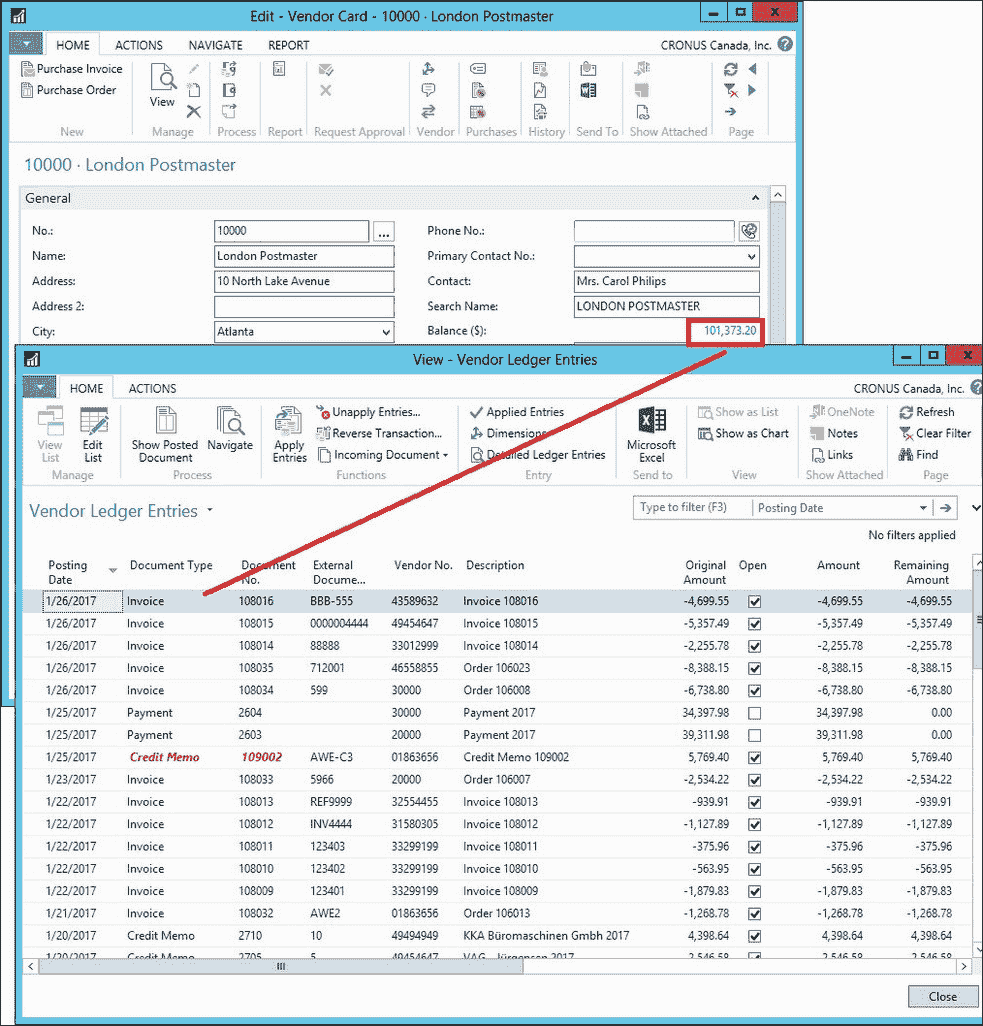 Edit - Vendor Card - 10000 · London Postmaster
HOME ACTIONS NAVIGATE REPORT CRONUS Canada, Inc.
Purchase Invoice
Purchase Order
View
New Manage Process Report Request Approval Vendor Purchases History Send To Show Attached Page
10000 · London Postmaster
General
No.: 10000 ... Phone No.:
Name: London Postmaster Primary Contact No.:
Address: 10 North Lake Avenue Contact: Mrs. Carol Philips
Address 2: Search Name: LONDON POSTMASTER
City: Atlanta Balance ($): 101,373.20
View - Vendor Ledger Entries
HOME ACTIONS CRONUS Canada, Inc.
View List
Edit List
Show Posted Document
Navigate
Apply Entries
Unapply Entries...
Reverse Transaction...
Incoming Document
Applied Entries
Dimensions
Detailed Ledger Entries
Microsoft Excel
Show as List
Show as Chart
OneNote
Notes
Links
Refresh
Clear Filter
Find
Manage Process Functions Entry Send to View Show Attached Page
Vendor Ledger Entries
Type to filter (F3) Posting Date
No filters applied
Posting Date Document Type Document No. External Docume... Vendor No. Description Original Amount Open Amount Remaining Amount
1/26/2017 Invoice 108016 BBB-555 43589632 Invoice 108016 -4,699.55 -4,699.55 -4,699.55
1/26/2017 Invoice 108015 0000004444 49454647 Invoice 108015 -5,357.49 -5,357.49 -5,357.49
1/26/2017 Invoice 108014 88888 33012999 Invoice 108014 -2,255.78 -2,255.78 -2,255.78
1/26/2017 Invoice 108035 712001 46558855 Order 106023 -8,388.15 -8,388.15 -8,388.15
1/26/2017 Invoice 108034 599 30000 Order 106008 -6,738.80 -6,738.80 -6,738.80
1/25/2017 Payment 2604 30000 Payment 2017 34,397.98 34,397.98 0.00
1/25/2017 Payment 2603 20000 Payment 2017 39,311.98 39,311.98 0.00
1/25/2017 Credit Memo 109002 AWE-C3 01863656 Credit Memo 109002 5,769.40 5,769.40 5,769.40
1/23/2017 Invoice 108033 5966 20000 Order 106007 -2,534.22 -2,534.22 -2,534.22
1/22/2017 Invoice 108013 REF9999 32554455 Invoice 108013 -939.91 -939.91 -939.91
1/22/2017 Invoice 108012 INV4444 31580305 Invoice 108012 -1,127.89 -1,127.89 -1,127.89
1/22/2017 Invoice 108011 123403 33299199 Invoice 108011 -375.96 -375.96 -375.96
1/22/2017 Invoice 108010 123402 33299199 Invoice 108010 -563.95 -563.95 -563.95
1/22/2017 Invoice 108009 123401 33299199 Invoice 108009 -1,879.83 -1,879.83 -1,879.83
1/21/2017 Invoice 108032 AWE2 01863656 Order 106013 -1,268.78 -1,268.78 -1,268.78
1/20/2017 Credit Memo 2710 10 49494949 KKA Büromaschinen Gmbh 2017 4,398.64 4,398.64 4,398.64
1/20/2017 Credit Memo 2705 5 49454647 VAG - Jürgensen 2017 2,546.58 2,546.58 2,546.58
Close